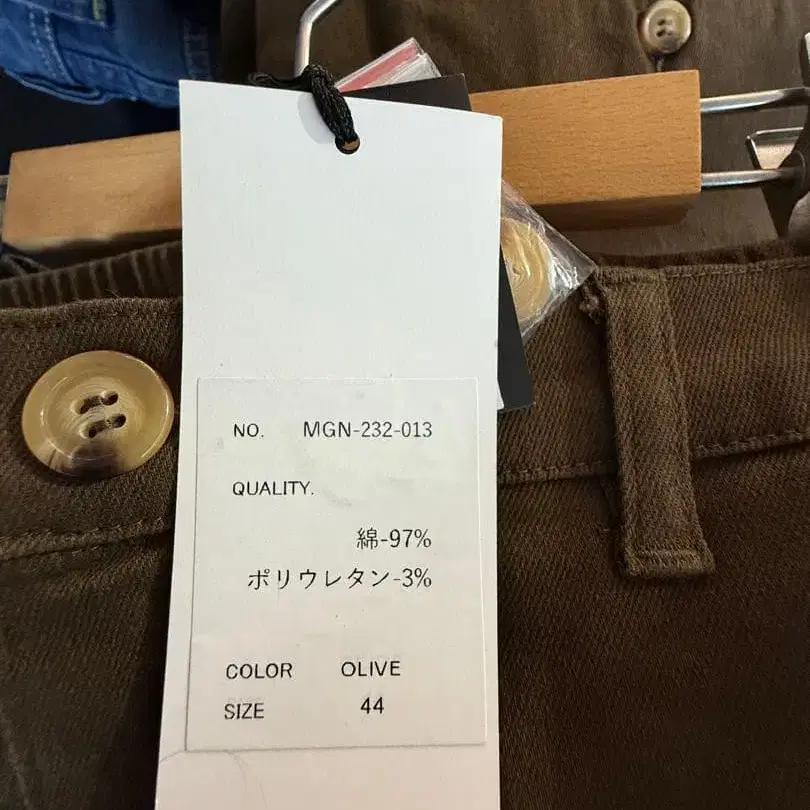 NO. MGN-232-013
QUALITY.
綿-97%
ポリウレタン-3%
COLOR OLIVE
SIZE 44